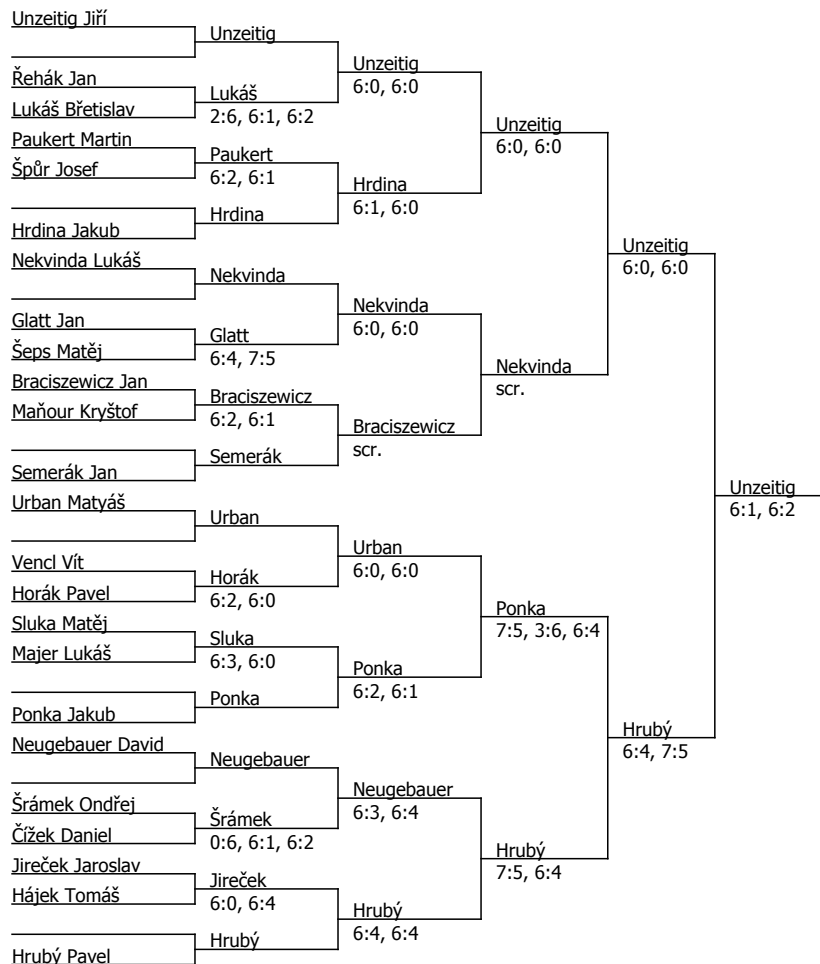 Unzeitig Jiří
Řehák Jan
Lukáš Břetislav
Paukert Martin
Špůr Josef
Hrdina Jakub
Nekvinda Lukáš
Glatt Jan
Šeps Matěj
Braciszewicz Jan
Maňour Kryštof
Semerák Jan
Urban Matyáš
Vencl Vít
Horák Pavel
Sluka Matěj
Majer Lukáš
Ponka Jakub
Neugebauer David
Šrámek Ondřej
Čížek Daniel
Jireček Jaroslav
Hájek Tomáš
Hrubý Pavel
Unzeitig
Lukáš
2:6, 6:1, 6:2
Paukert
6:2, 6:1
Hrdina
Nekvinda
Glatt
6:4, 7:5
Braciszewicz
6:2, 6:1
Semerák
Urban
Horák
6:2, 6:0
Sluka
6:3, 6:0
Ponka
Neugebauer
Šrámek
0:6, 6:1, 6:2
Jireček
6:0, 6:4
Hrubý
Unzeitig
6:0, 6:0
Hrdina
6:1, 6:0
Nekvinda
6:0, 6:0
Braciszewicz
scr.
Urban
6:0, 6:0
Ponka
6:2, 6:1
Neugebauer
6:3, 6:4
Hrubý
6:4, 6:4
Unzeitig
6:0, 6:0
Nekvinda
scr.
Ponka
7:5, 3:6, 6:4
Hrubý
7:5, 6:4
Unzeitig
6:0, 6:0
Hrubý
6:4, 7:5
Unzeitig
6:1, 6:2